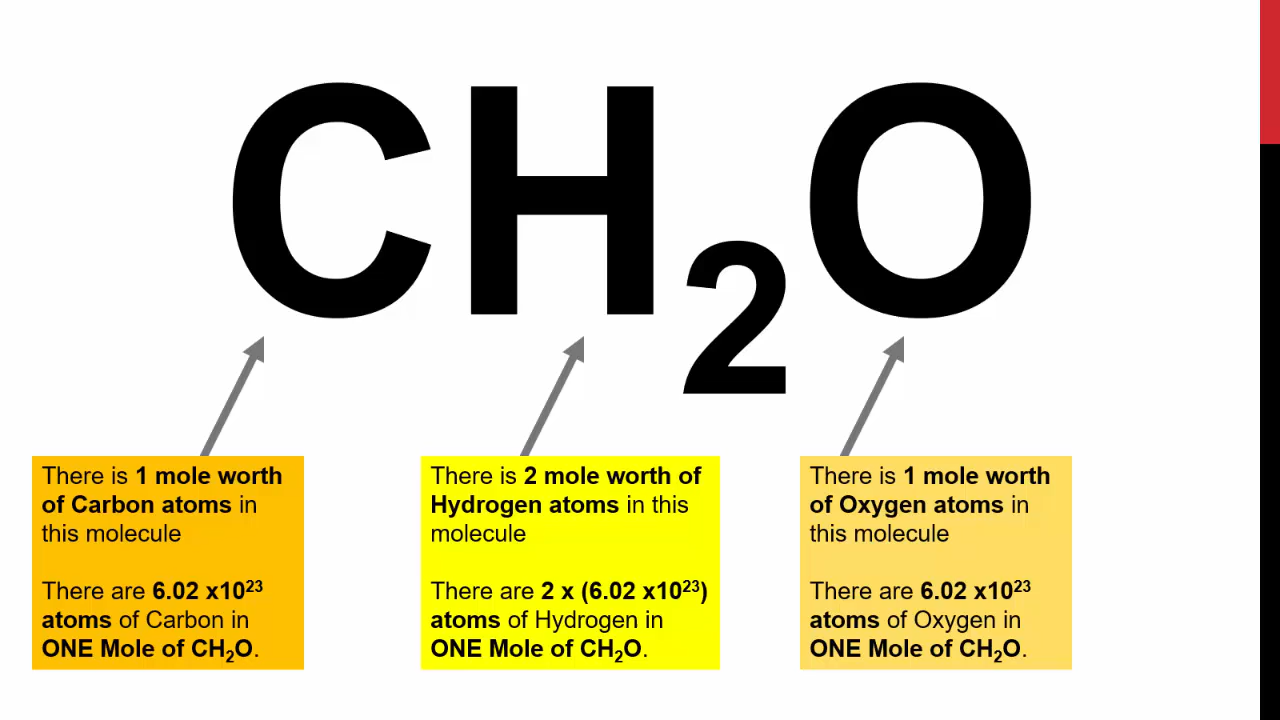 CH₂O
There is 1 mole worth
of Carbon atoms in
this molecule
There are 6.02 x10²³
atoms of Carbon in
ONE Mole of CH₂O.
There is 2 mole worth of
Hydrogen atoms in this
molecule
There are 2 x (6.02 x10²³)
atoms of Hydrogen in
ONE Mole of CH₂O.
There is 1 mole worth
of Oxygen atoms in
this molecule
There are 6.02 x10²³
atoms of Oxygen in
ONE Mole of CH₂O.